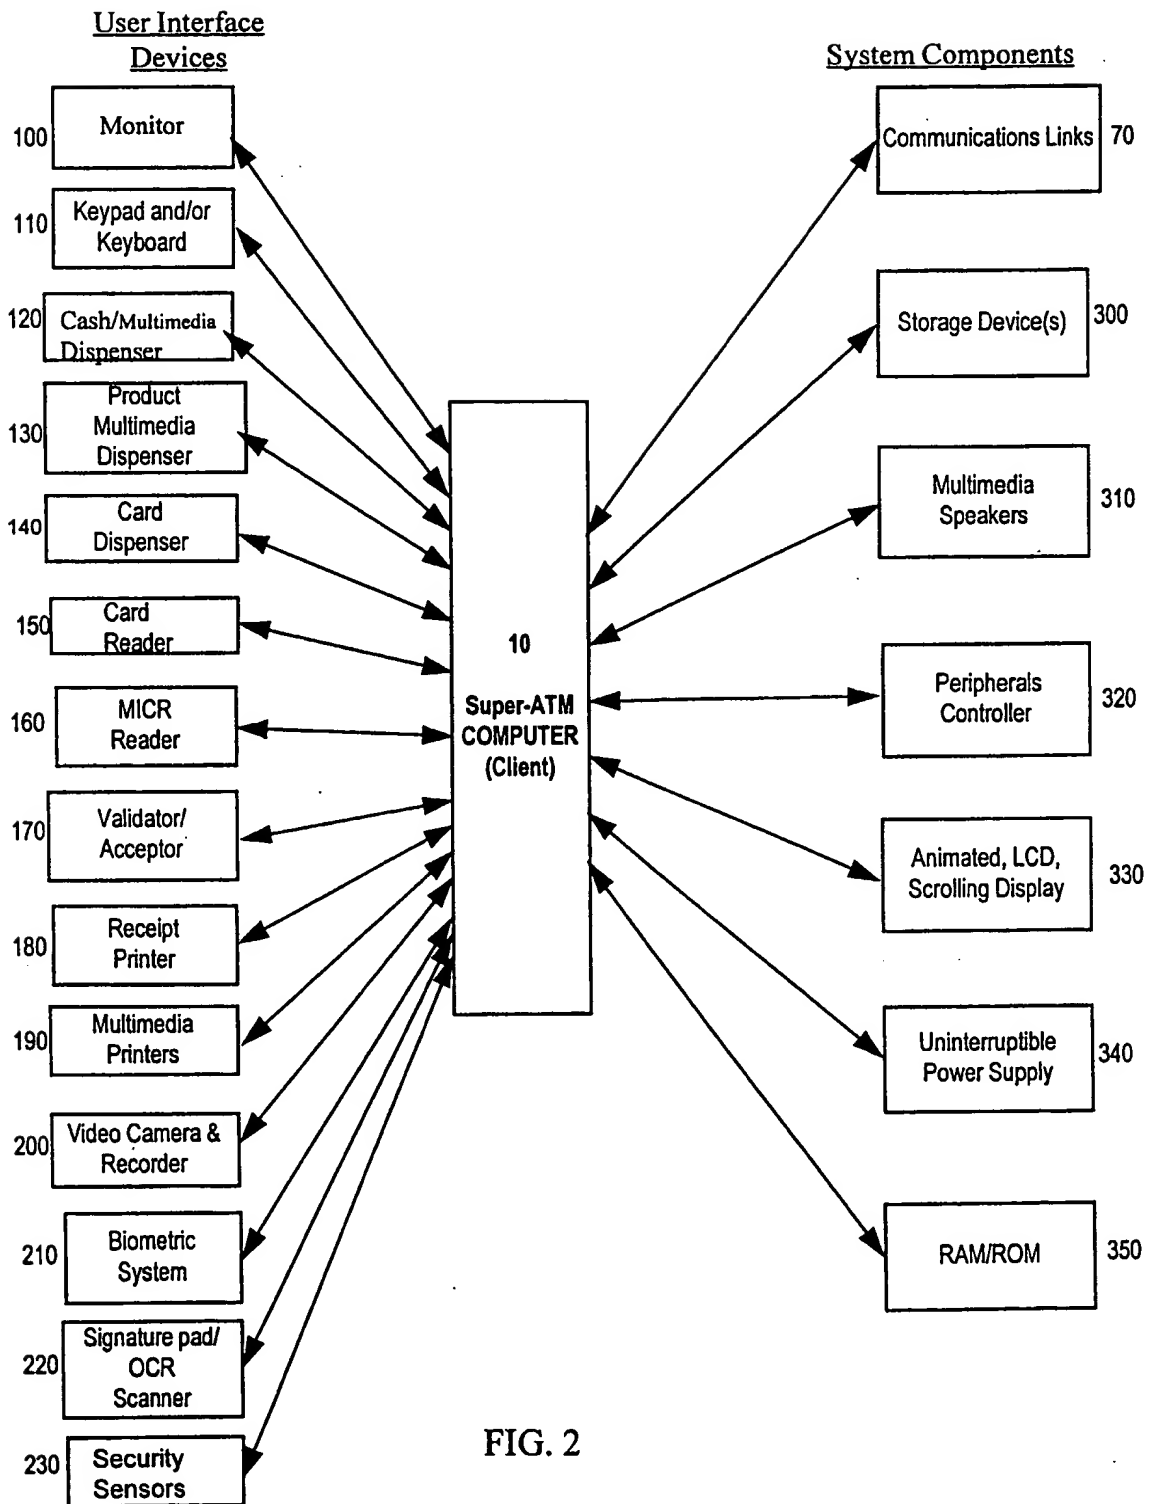 User Interface
Devices
System Components
100
Monitor
110
Keypad and/or
Keyboard
120
Cash/Multimedia
Dispenser
130
Product
Multimedia
Dispenser
140
Card
Dispenser
150
Card
Reader
160
MICR
Reader
170
Validator/
Acceptor
180
Receipt
Printer
190
Multimedia
Printers
200
Video Camera &
Recorder
210
Biometric
System
220
Signature pad/
OCR
Scanner
230
Security
Sensors
10
Super-ATM
COMPUTER
(Client)
Communications Links
70
Storage Device(s)
300
Multimedia
Speakers
310
Peripherals
Controller
320
Animated, LCD,
Scrolling Display
330
Uninterruptible
Power Supply
340
RAM/ROM
350
FIG. 2